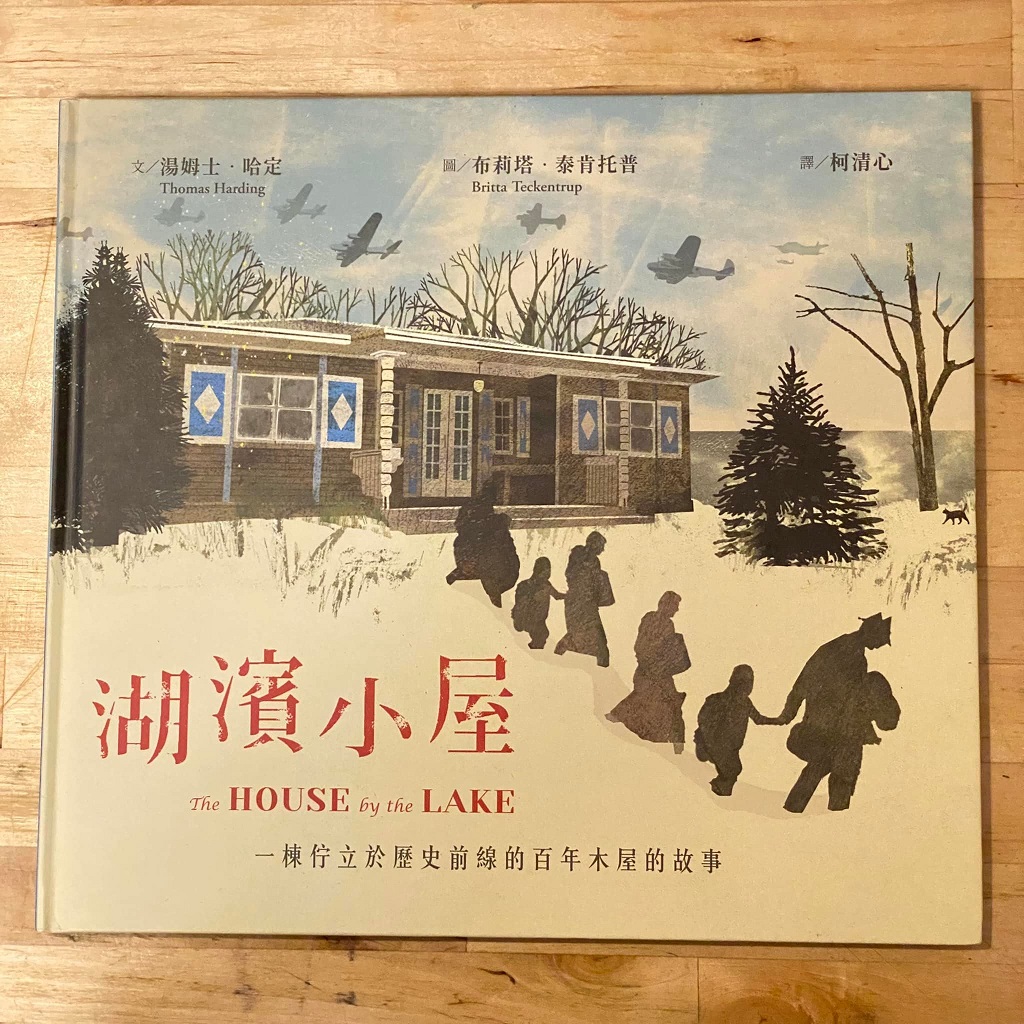 文／湯姆士‧哈定
Thomas Harding
圖／布莉塔‧泰肯托普
Britta Teckentrup
譯／柯清心
湖濱小屋
The HOUSE by the LAKE
一棟佇立於歷史前線的百年木屋的故事